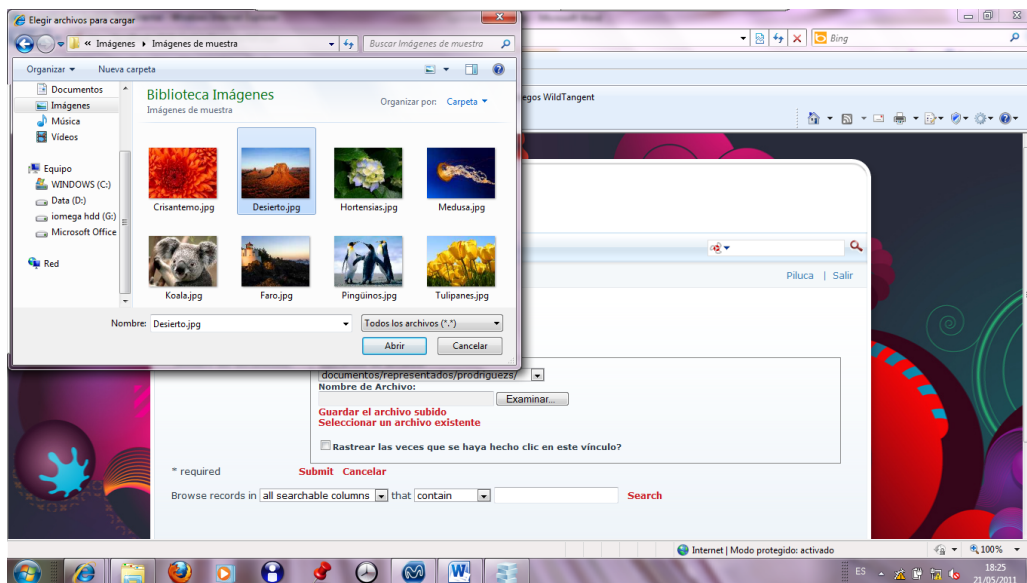 Elegir archivos para cargar
« Imágenes ▸ Imágenes de muestra
Buscar Imágenes de muestra
Bing
Organizar
Nueva carpeta
Documentos
Imágenes
Música
Vídeos
Equipo
WINDOWS (C:)
Data (D:)
iomega hdd (G:)
Microsoft Office
Red
Biblioteca Imágenes
Imágenes de muestra
Organizar por: Carpeta
Crisantemo.jpg
Desierto.jpg
Hortensias.jpg
Medusa.jpg
Koala.jpg
Faro.jpg
Pingüinos.jpg
Tulipanes.jpg
Nombre: Desierto.jpg
Todos los archivos (*.*)
Abrir
Cancelar
egos WildTangent
Piluca | Salir
documentos/representados/prodriguezs/
Nombre de Archivo:
Examinar...
Guardar el archivo subido
Seleccionar un archivo existente
Rastrear las veces que se haya hecho clic en este vínculo?
* required
Submit Cancelar
Browse records in all searchable columns that contain
Search
Internet | Modo protegido: activado
100%
ES
18:25
21/05/2011